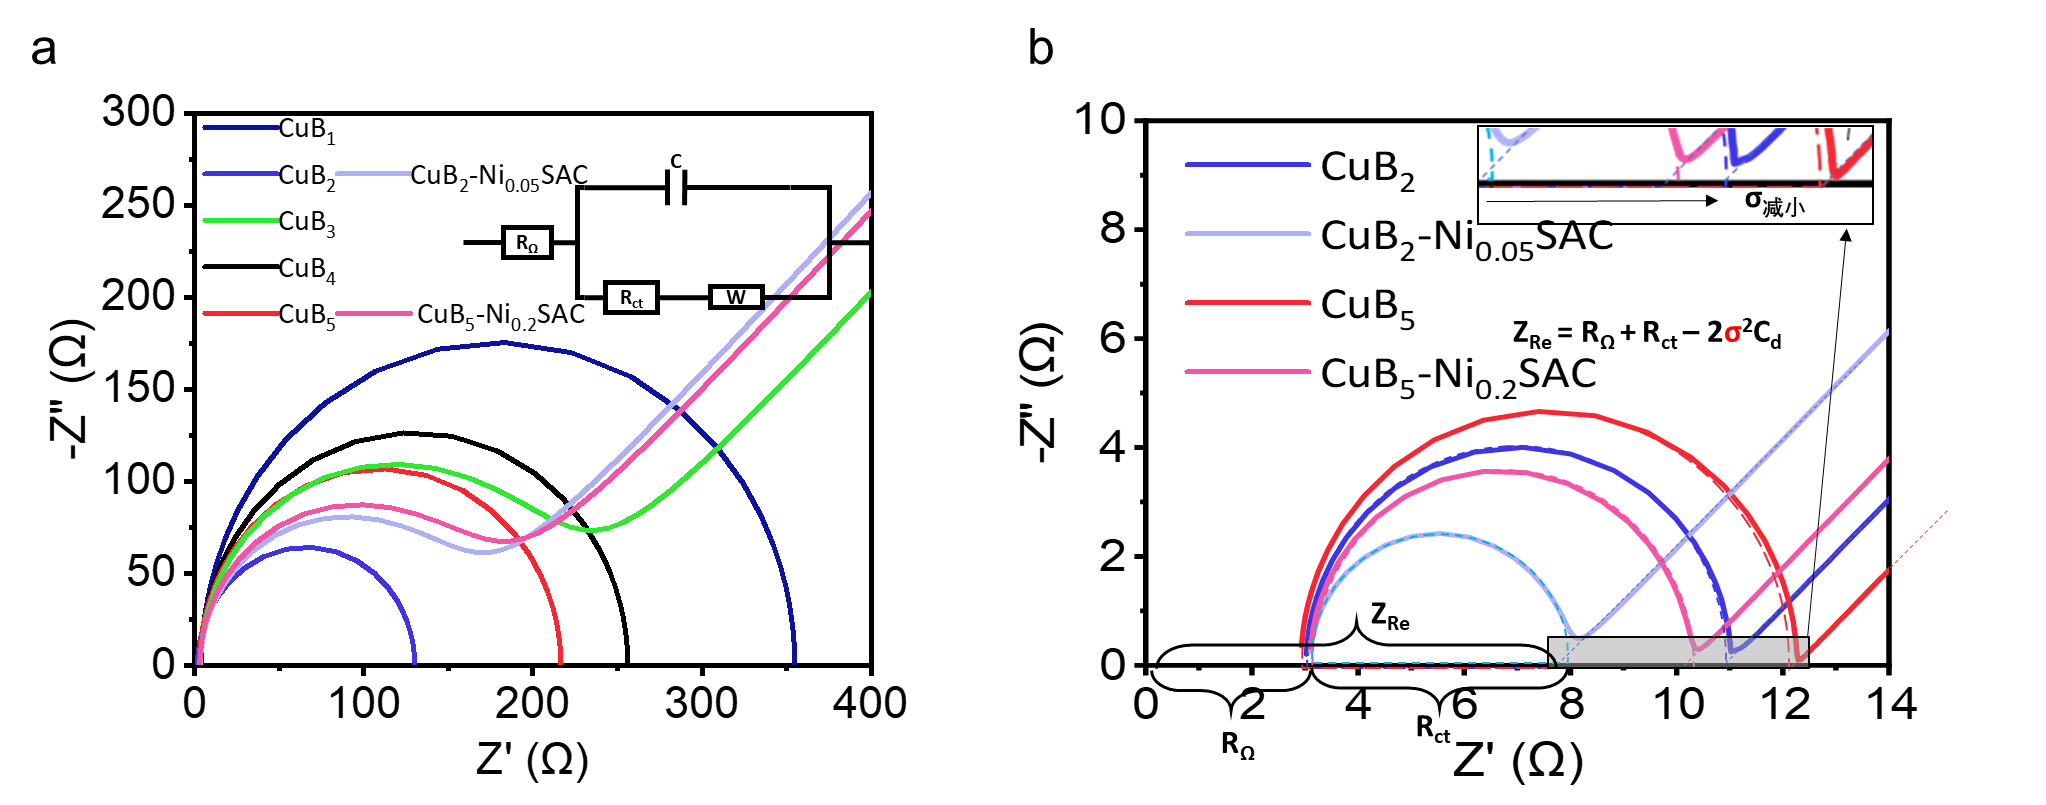 a
300
250
200
150
100
50
0
0 100 200 300 400
-Z" (Ω)
Z' (Ω)
CuB₁
CuB₂ CuB₂-Ni₀.₀₅SAC
CuB₃
CuB₄
CuB₅ CuB₅-Ni₀.₂SAC
C
RΩ
Rct
W
b
10
8
6
4
2
0
0 2 4 6 8 10 12 14
-Z" (Ω)
Z' (Ω)
CuB₂
CuB₂-Ni₀.₀₅SAC
CuB₅
CuB₅-Ni₀.₂SAC
σ减小
ZRe = RΩ + Rct − 2σ²Cd
ZRe
RΩ
Rct